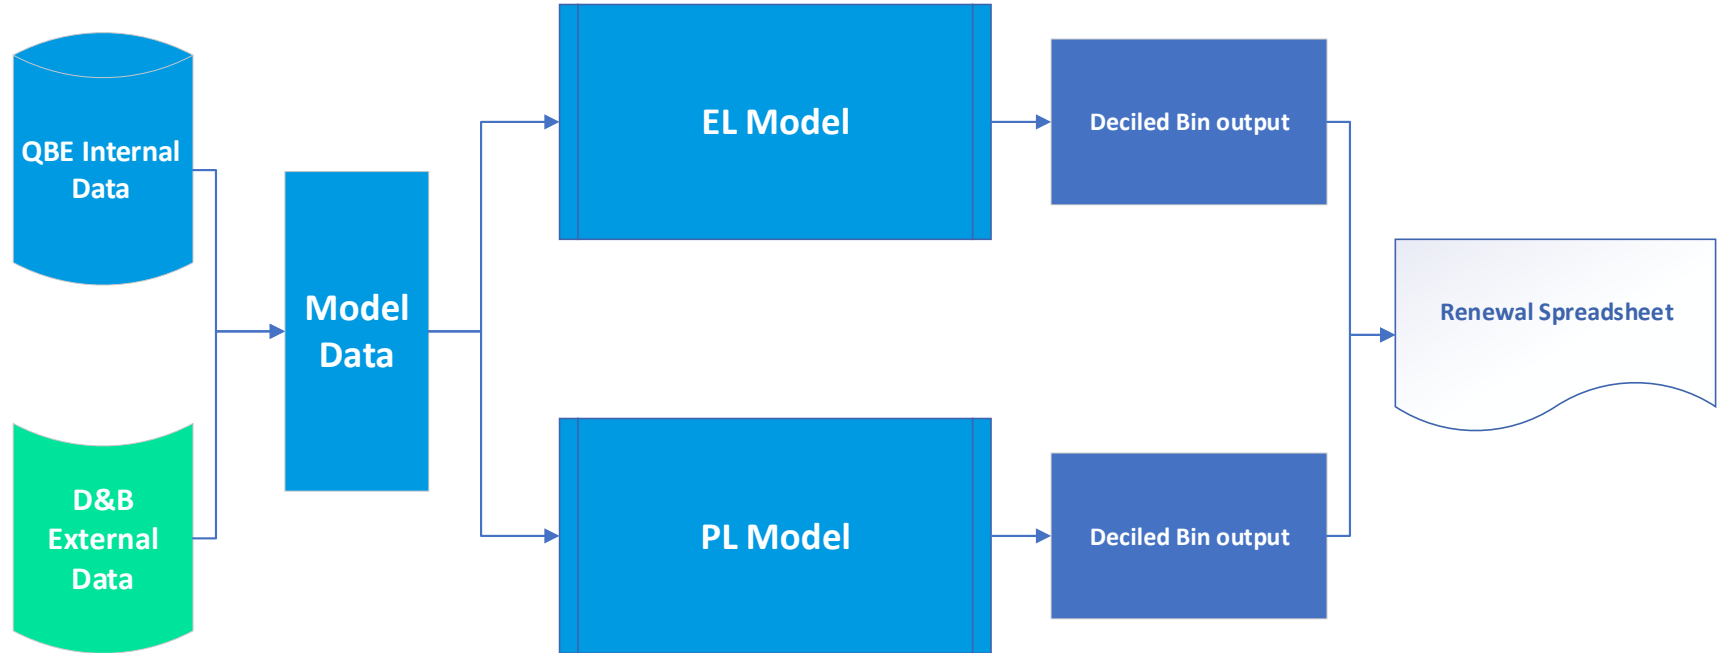 QBE Internal
Data
D&B
External
Data
Model
Data
EL Model
PL Model
Deciled Bin output
Deciled Bin output
Renewal Spreadsheet